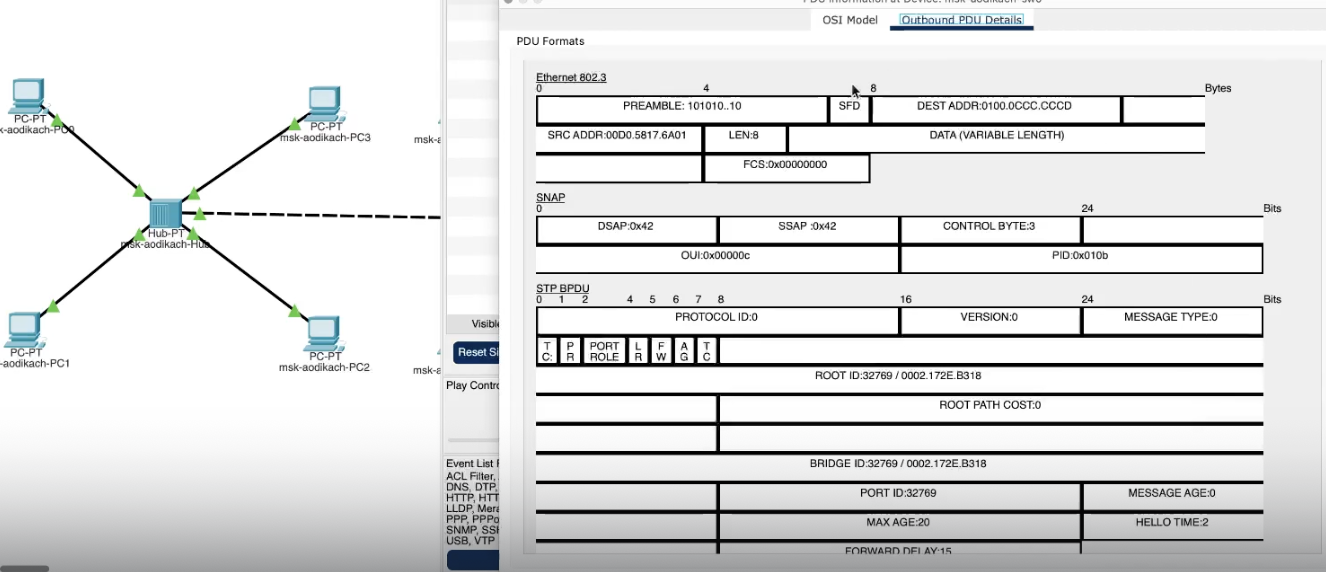 PDU Information at Device: msk-aodikach-sw0
OSI Model Outbound PDU Details
PDU Formats
Ethernet 802.3
0 4 8 Bytes
PREAMBLE: 101010..10 SFD DEST ADDR:0100.0CCC.CCCD
SRC ADDR:00D0.5817.6A01 LEN:8 DATA (VARIABLE LENGTH)
FCS:0x00000000
SNAP
0 24 Bits
DSAP:0x42 SSAP :0x42 CONTROL BYTE:3
OUI:0x00000c PID:0x010b
STP BPDU
0 1 2 4 5 6 7 8 16 24 Bits
PROTOCOL ID:0 VERSION:0 MESSAGE TYPE:0
T C: P R PORT ROLE L R F W A G T C
ROOT ID:32769 / 0002.172E.B318
ROOT PATH COST:0
BRIDGE ID:32769 / 0002.172E.B318
PORT ID:32769 MESSAGE AGE:0
MAX AGE:20 HELLO TIME:2
FORWARD DELAY:15
PC-PT
sk-aodikach-PC0
PC-PT
msk-aodikach-PC3
Hub-PT
msk-aodikach-Hub
PC-PT
-aodikach-PC1
PC-PT
msk-aodikach-PC2
msk-a
msk-a
Visible
Reset Si
Play Contro
Event List F
ACL Filter,
DNS, DTP,
HTTP, HTT
LLDP, Mera
PPP, PPPo
SNMP, SSH
USB, VTP